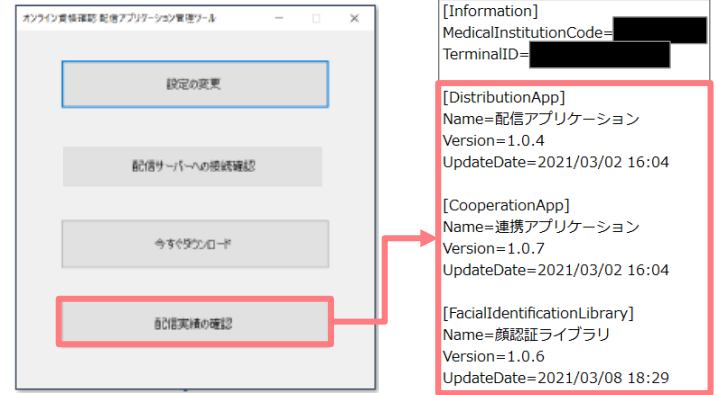 オンライン資格確認 配信アプリケーション管理ツール
設定の変更
配信サーバーへの接続確認
今すぐダウンロード
配信実績の確認
[Information]
MedicalInstitutionCode=
TerminalID=
[DistributionApp]
Name=配信アプリケーション
Version=1.0.4
UpdateDate=2021/03/02 16:04
[CooperationApp]
Name=連携アプリケーション
Version=1.0.7
UpdateDate=2021/03/02 16:04
[FacialIdentificationLibrary]
Name=顔認証ライブラリ
Version=1.0.6
UpdateDate=2021/03/08 18:29